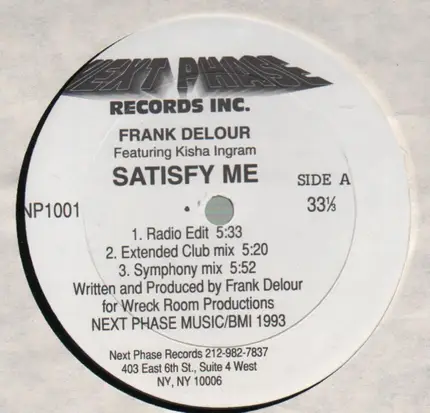 NEXT PHASE
RECORDS INC.
FRANK DELOUR
Featuring Kisha Ingram
SATISFY ME
SIDE A
NP1001
33⅓
1. Radio Edit 5:33
2. Extended Club mix 5:20
3. Symphony mix 5:52
Written and Produced by Frank Delour
for Wreck Room Productions
NEXT PHASE MUSIC/BMI 1993
Next Phase Records 212-982-7837
403 East 6th St., Suite 4 West
NY, NY 10006